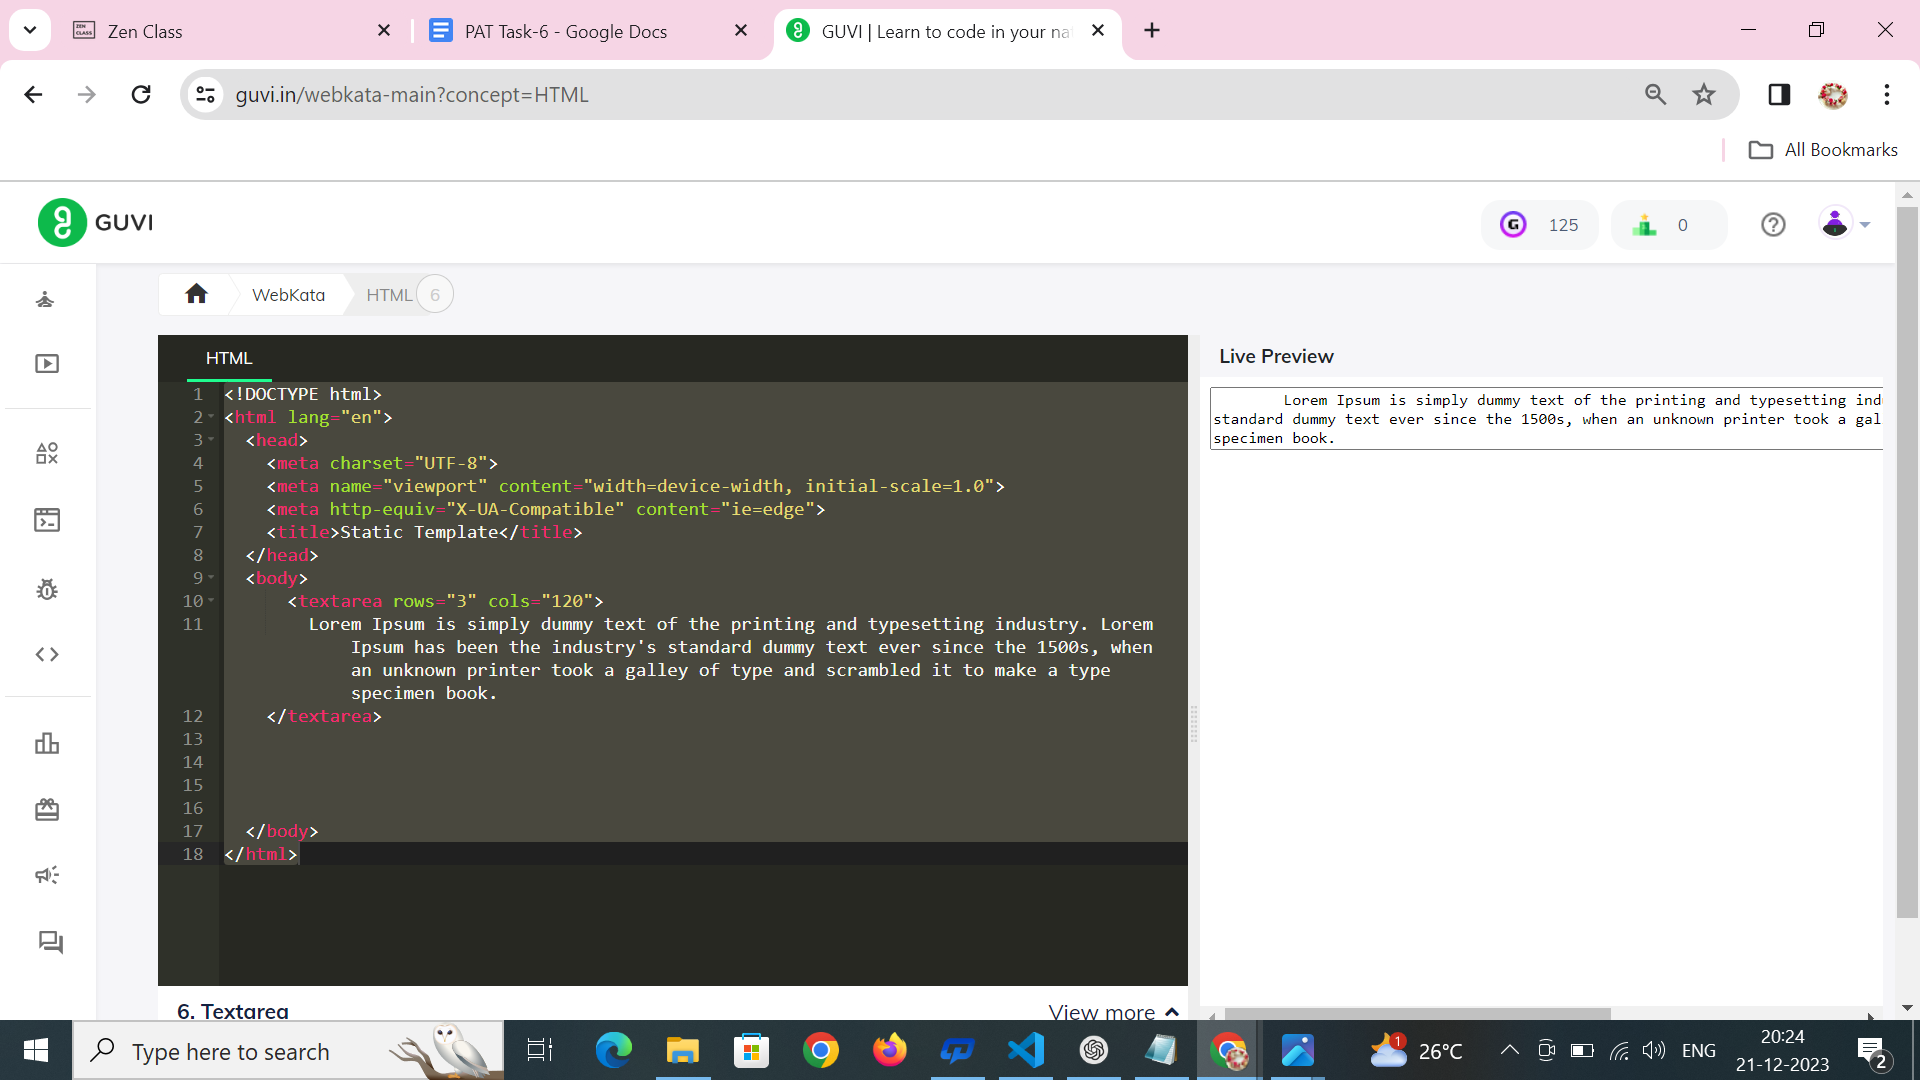 Zen Class
PAT Task-6 - Google Docs
GUVI | Learn to code in your na
guvi.in/webkata-main?concept=HTML
All Bookmarks
GUVI
125
0
WebKata
HTML
6
HTML
1 <!DOCTYPE html>
2 <html lang="en">
3 <head>
4 <meta charset="UTF-8">
5 <meta name="viewport" content="width=device-width, initial-scale=1.0">
6 <meta http-equiv="X-UA-Compatible" content="ie=edge">
7 <title>Static Template</title>
8 </head>
9 <body>
10 <textarea rows="3" cols="120">
11 Lorem Ipsum is simply dummy text of the printing and typesetting industry. Lorem
Ipsum has been the industry's standard dummy text ever since the 1500s, when
an unknown printer took a galley of type and scrambled it to make a type
specimen book.
12 </textarea>
13
14
15
16
17 </body>
18 </html>
6. Textarea
View more
Live Preview
Lorem Ipsum is simply dummy text of the printing and typesetting ind
standard dummy text ever since the 1500s, when an unknown printer took a gal
specimen book.
Type here to search
1
26°C
ENG
20:24
21-12-2023
2